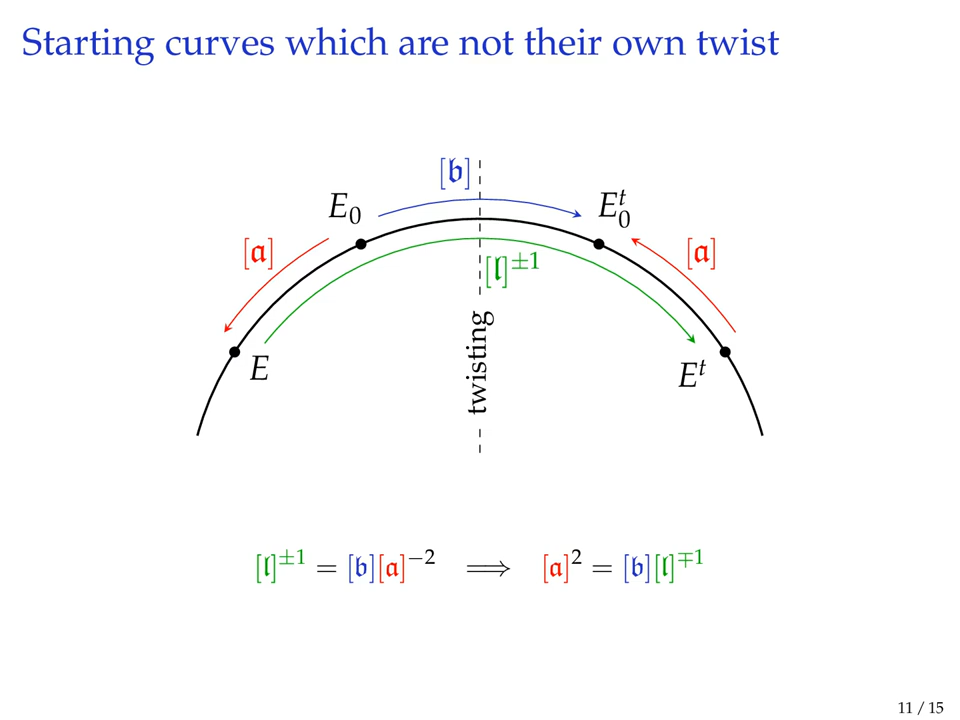 Starting curves which are not their own twist
[𝔟]
E₀
E₀ᵗ
[𝔞]
[𝔞]
[𝔩]^{±1}
twisting
E
Eᵗ
[𝔩]^{±1} = [𝔟][𝔞]^{−2} ⟹ [𝔞]² = [𝔟][𝔩]^{∓1}
11 / 15